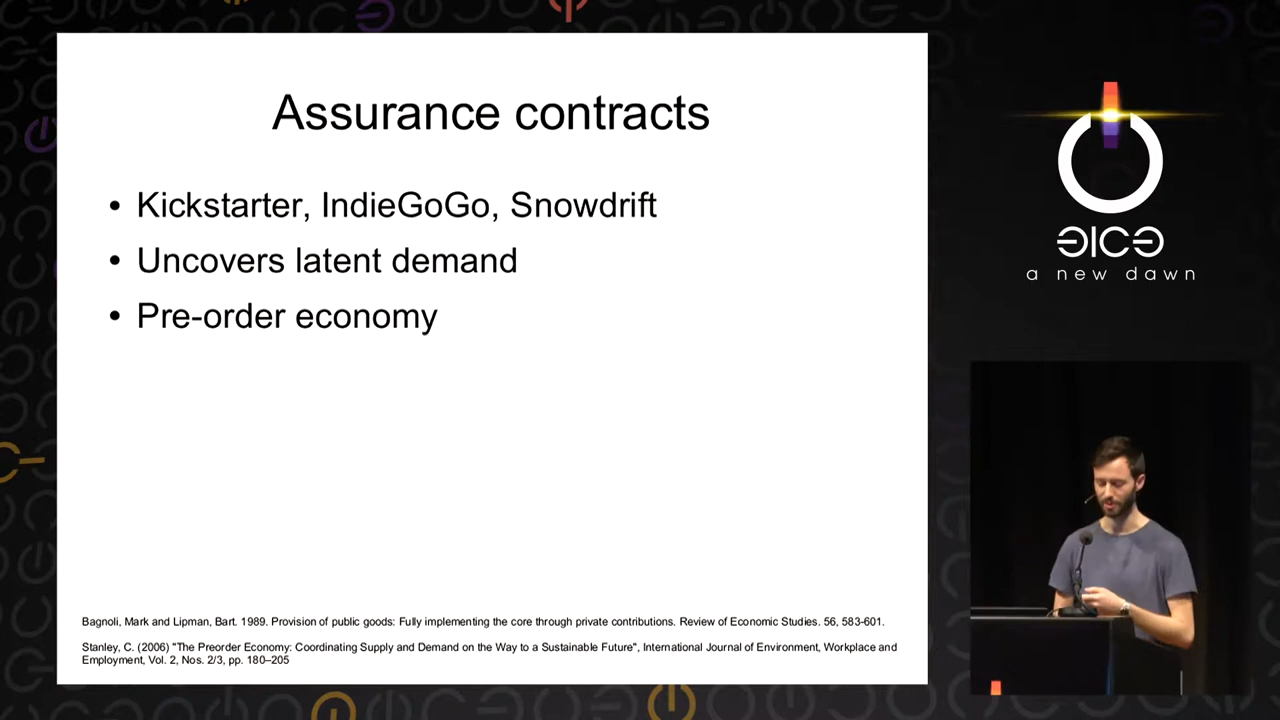 Assurance contracts
• Kickstarter, IndieGoGo, Snowdrift
• Uncovers latent demand
• Pre-order economy
Bagnoli, Mark and Lipman, Bart. 1989. Provision of public goods: Fully implementing the core through private contributions. Review of Economic Studies. 56, 583-601.
Stanley, C. (2006) "The Preorder Economy: Coordinating Supply and Demand on the Way to a Sustainable Future", International Journal of Environment, Workplace and
Employment, Vol. 2, Nos. 2/3, pp. 180–205
a new dawn